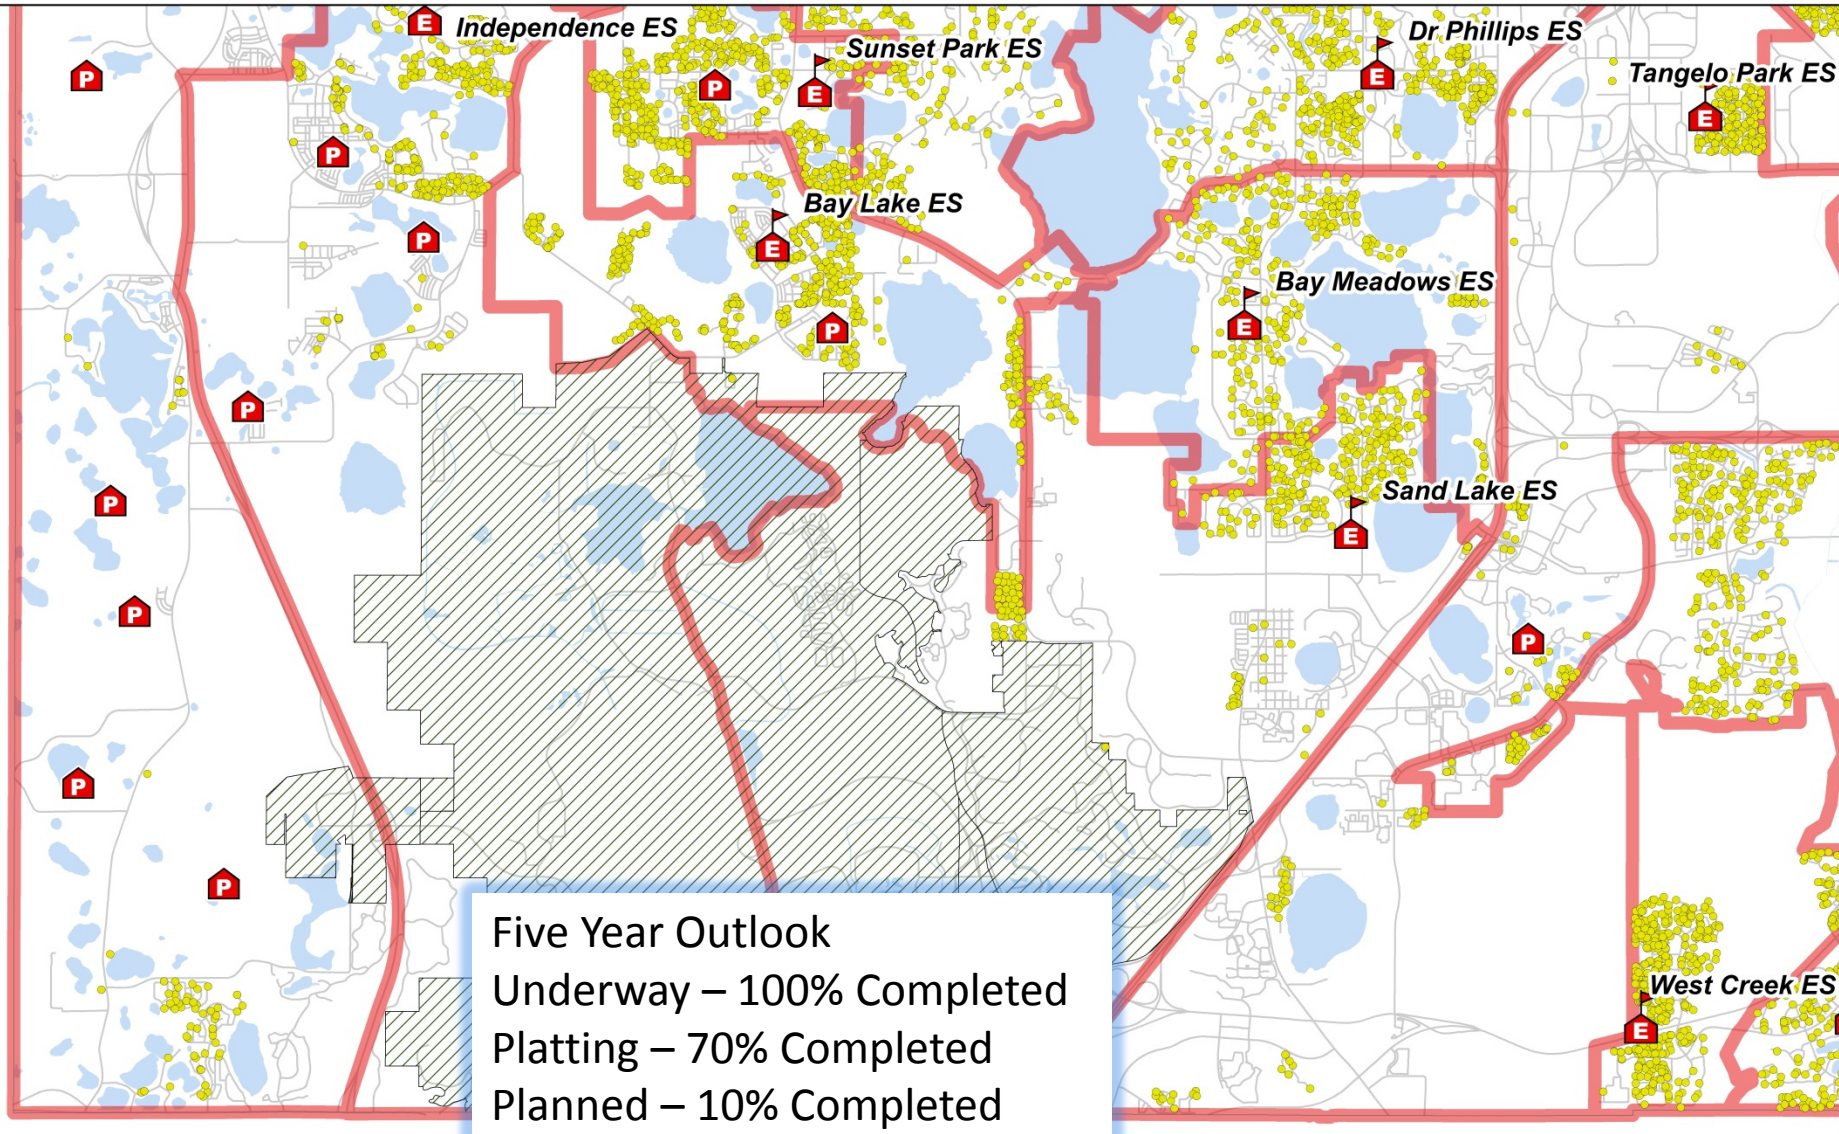 E
Independence ES
Sunset Park ES
Dr Phillips ES
Tangelo Park ES
P
P
E
E
E
P
P
Bay Lake ES
E
P
Bay Meadows ES
E
P
P
Sand Lake ES
E
P
P
P
P
P
West Creek ES
E
Five Year Outlook
Underway – 100% Completed
Platting – 70% Completed
Planned – 10% Completed